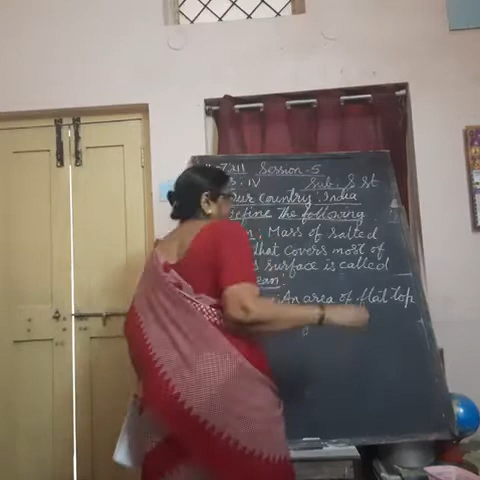 Session-5
IV Sub: S St
Our Country: India
Define The following
Mass of salted
that covers most of
surface is called
: An area of flat top